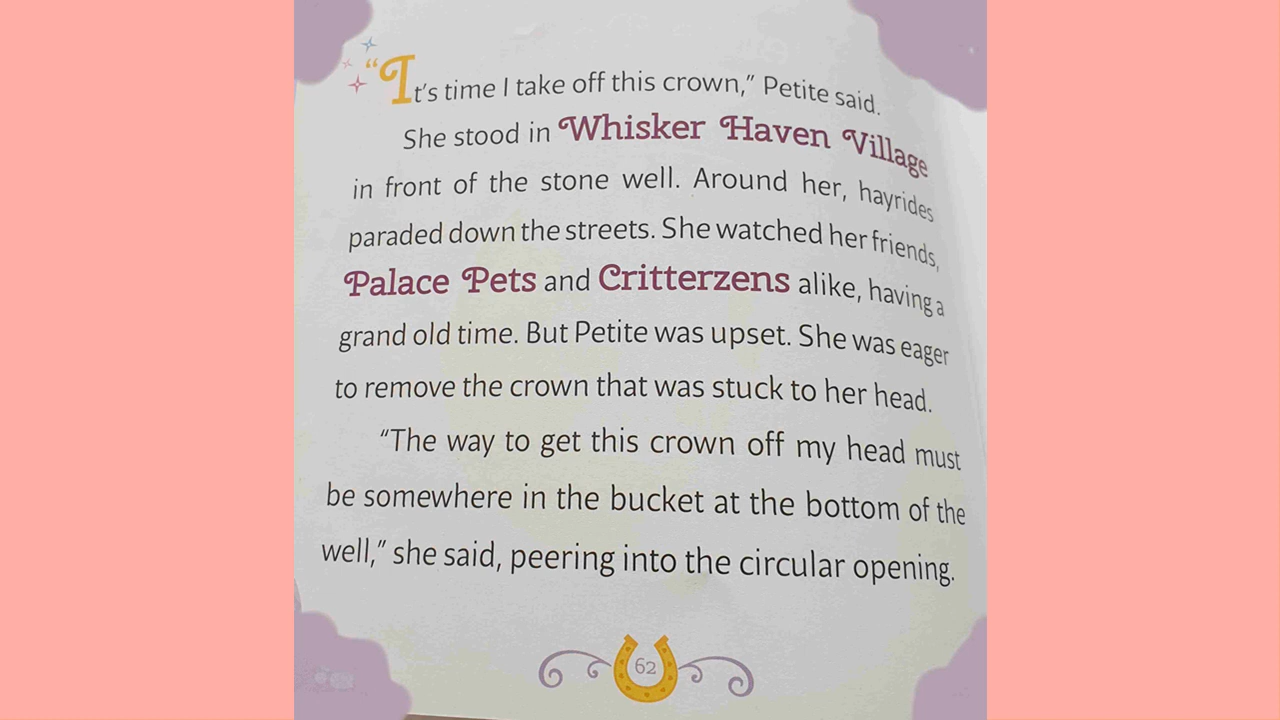 “It’s time I take off this crown,” Petite said.
She stood in Whisker Haven Village
in front of the stone well. Around her, hayrides
paraded down the streets. She watched her friends,
Palace Pets and Critterzens alike, having a
grand old time. But Petite was upset. She was eager
to remove the crown that was stuck to her head.
“The way to get this crown off my head must
be somewhere in the bucket at the bottom of the
well,” she said, peering into the circular opening.
62